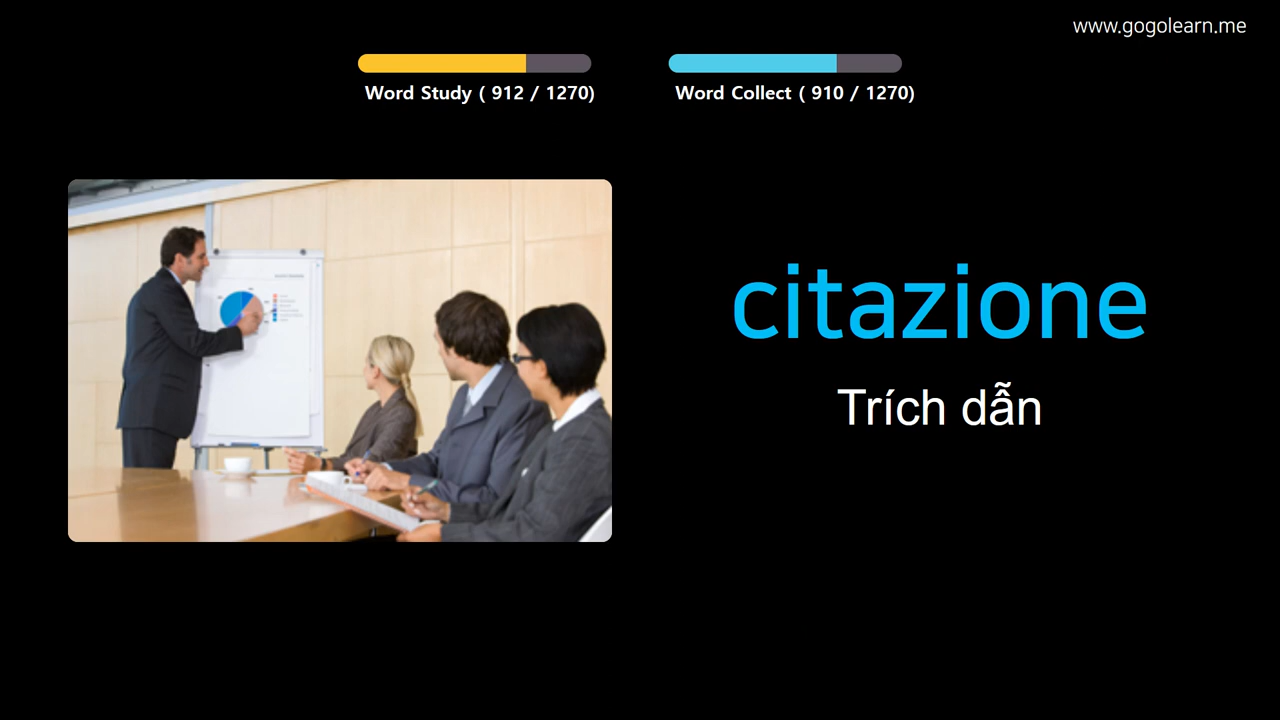 www.gogolearn.me
Word Study ( 912 / 1270)
Word Collect ( 910 / 1270)
citazione
Trích dẫn